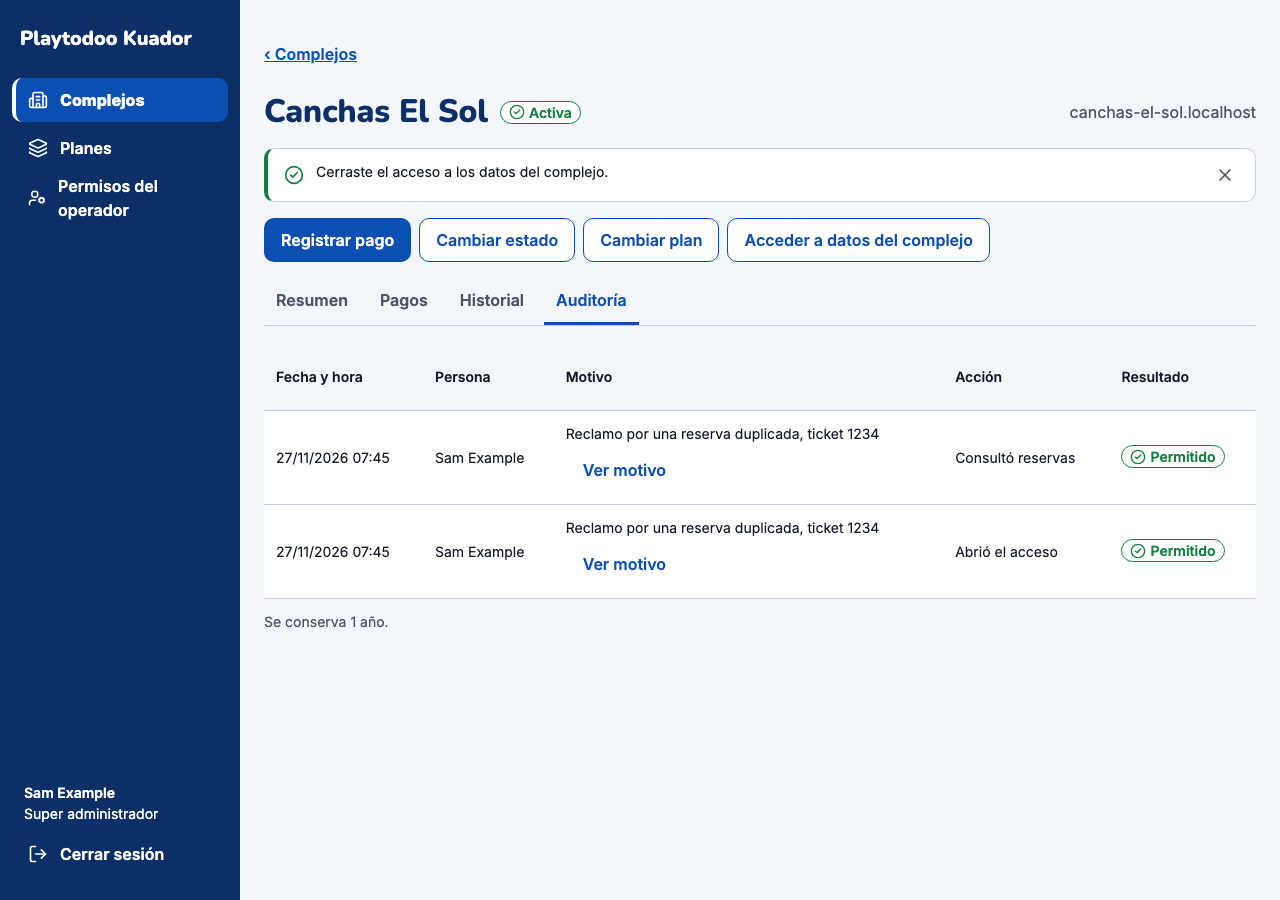 Playtodoo Kuador
Complejos
Planes
Permisos del
operador
Sam Example
Super administrador
Cerrar sesión
‹ Complejos
Canchas El Sol
Activa
canchas-el-sol.localhost
Cerraste el acceso a los datos del complejo.
Registrar pago
Cambiar estado
Cambiar plan
Acceder a datos del complejo
Resumen
Pagos
Historial
Auditoría
Fecha y hora
Persona
Motivo
Acción
Resultado
27/11/2026 07:45
Sam Example
Reclamo por una reserva duplicada, ticket 1234
Ver motivo
Consultó reservas
Permitido
27/11/2026 07:45
Sam Example
Reclamo por una reserva duplicada, ticket 1234
Ver motivo
Abrió el acceso
Permitido
Se conserva 1 año.